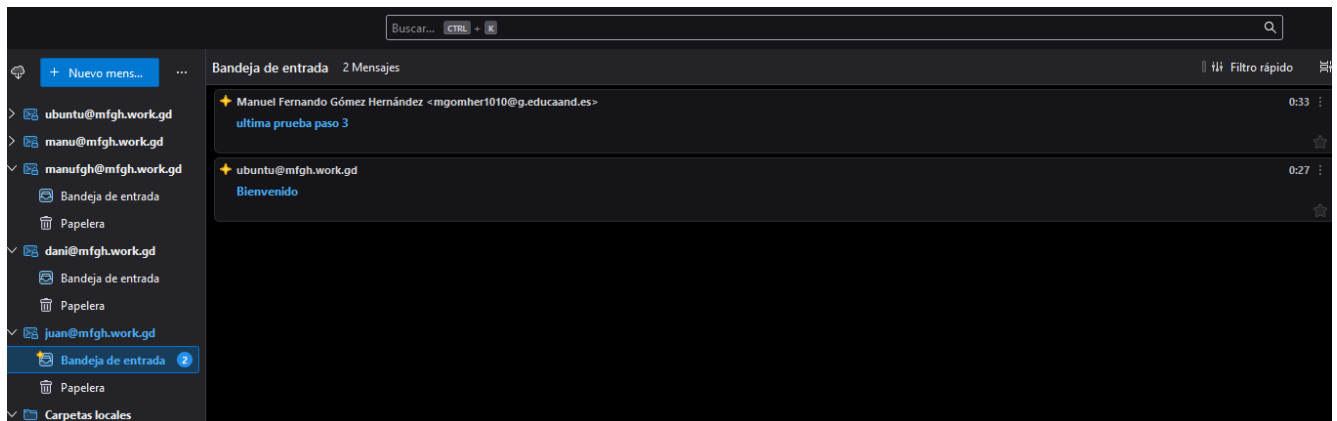 Buscar... CTRL + K
+ Nuevo mens... ...
Bandeja de entrada 2 Mensajes
Filtro rápido
ubuntu@mfgh.work.gd
manu@mfgh.work.gd
manufgh@mfgh.work.gd
Bandeja de entrada
Papelera
dani@mfgh.work.gd
Bandeja de entrada
Papelera
juan@mfgh.work.gd
Bandeja de entrada 2
Papelera
Carpetas locales
Manuel Fernando Gómez Hernández <mgomher1010@g.educaand.es> 0:33
ultima prueba paso 3
ubuntu@mfgh.work.gd 0:27
Bienvenido